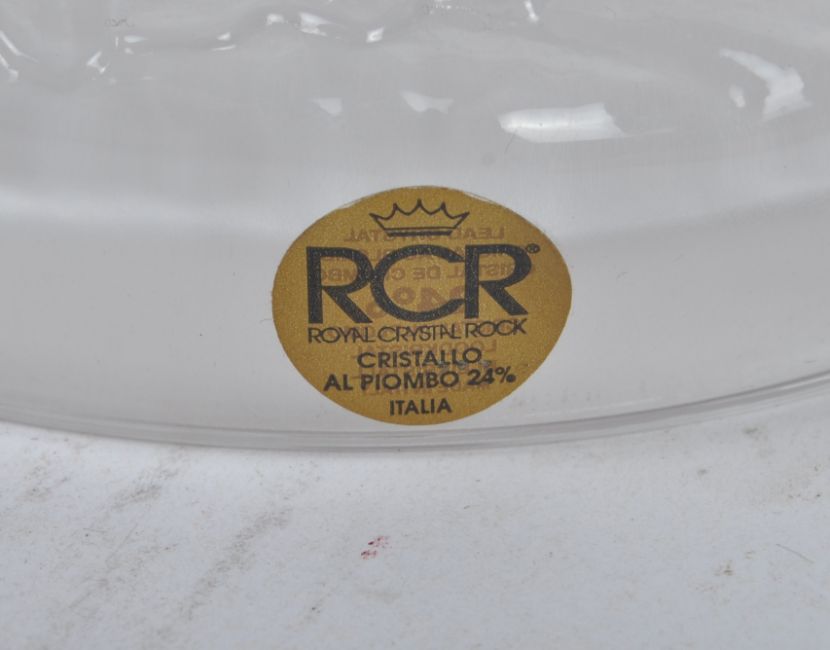 RCR®
ROYAL CRYSTAL ROCK
CRISTALLO
AL PIOMBO 24%
ITALIA